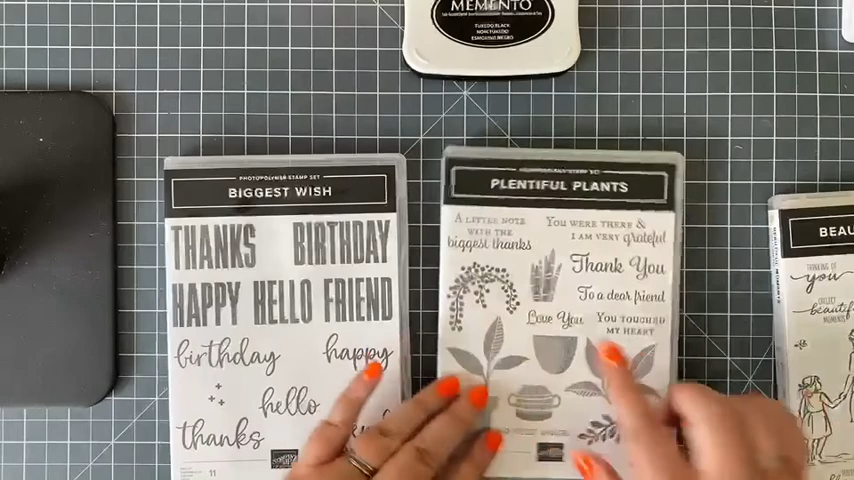 MEMENTO
TUXEDO BLACK
PHOTOPOLYMER STAMP SET
BIGGEST WISH
THANKS BIRTHDAY
HAPPY HELLO FRIEND
birthday happy
+ hello
thanks
11
PLENTIFUL PLANTS
A LITTLE NOTE
WITH THE
biggest thanks
YOU WERE THERE &
I AM VERY grateful
THANK YOU
TO a dear friend
LOVE YOU
YOU TOUCHED
MY HEART
BEAU
THINKING OF
you
COLLECT
beautiful